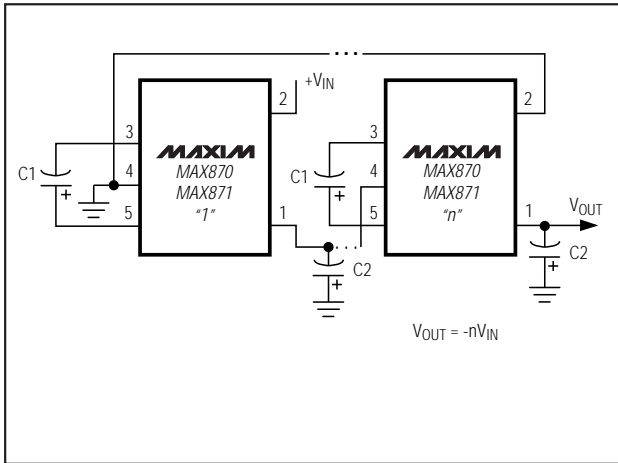 ...
+VIN
2
2
3
MAXIM
MAX870
MAX871
"1"
C1
+
4
5
1
...
C2
+
3
MAXIM
MAX870
MAX871
"n"
C1
+
4
5
1
VOUT
C2
+
VOUT = -nVIN